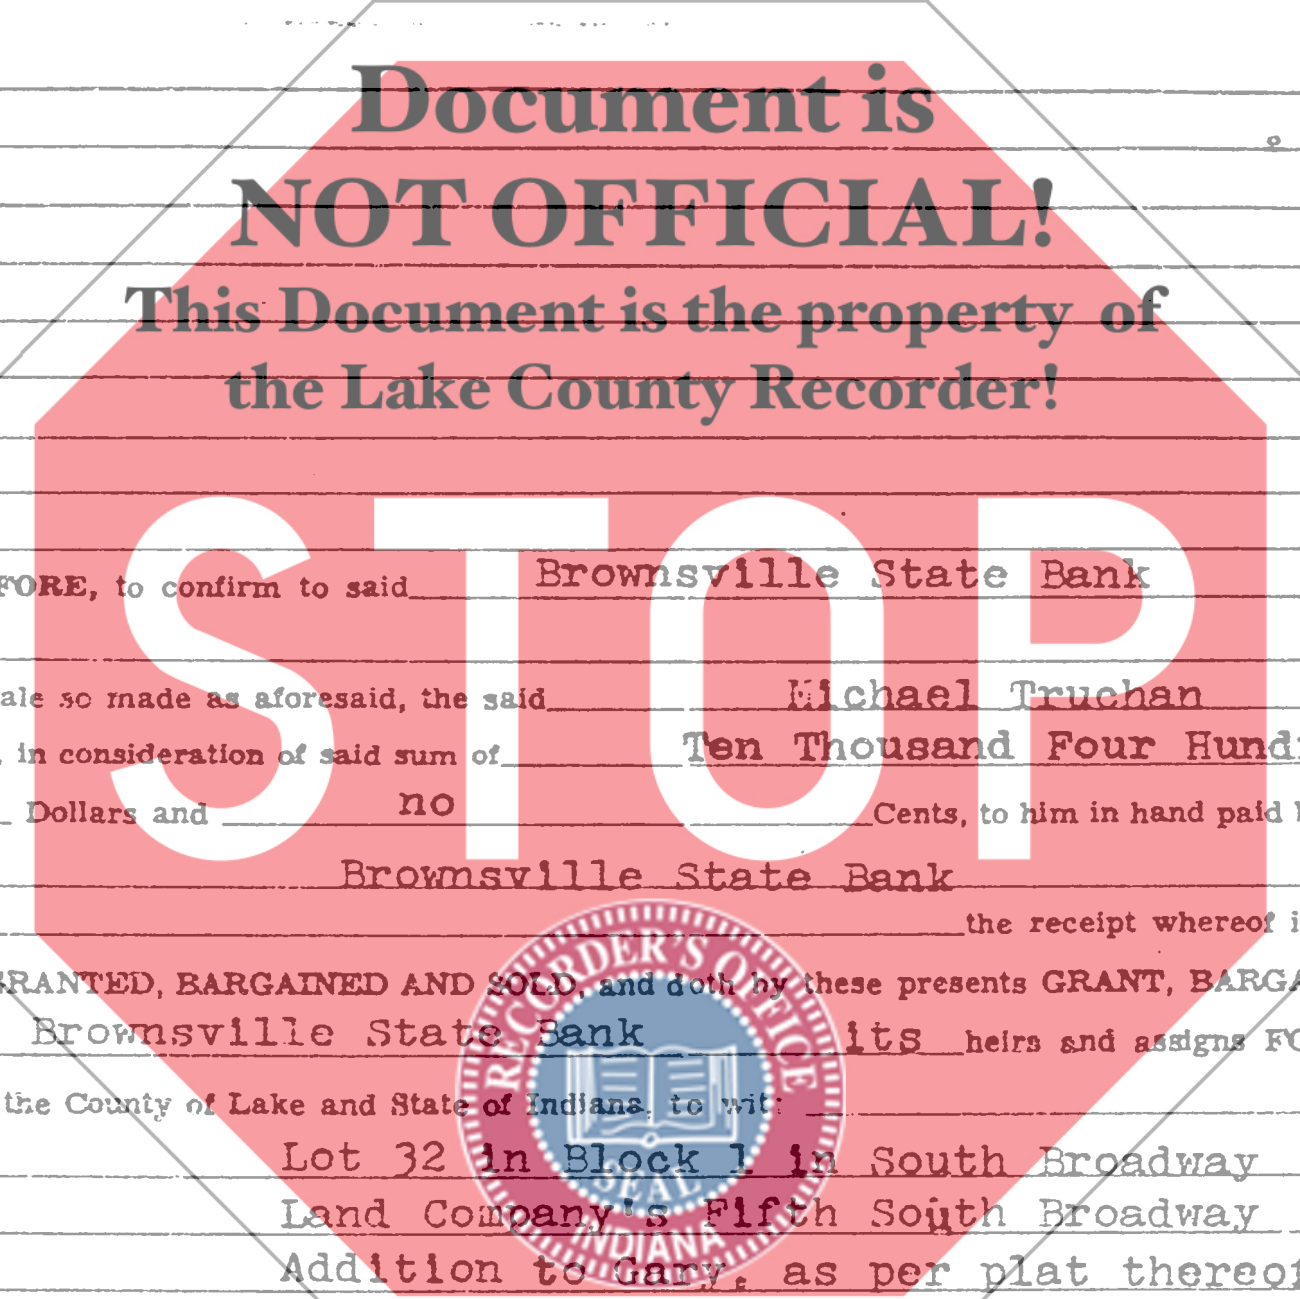 Document is
NOT OFFICIAL!
This Document is the property of
the Lake County Recorder!
STOP
FORE, to confirm to said Brownsville State Bank
ale so made as aforesaid, the said Michael Truchan
, in consideration of said sum of Ten Thousand Four Hund
Dollars and no Cents, to him in hand paid
Brownsville State Bank
the receipt whereof i
GRANTED, BARGAINED AND SOLD, and doth by these presents GRANT, BARGA
Brownsville State Bank its heirs and assigns FO
the County of Lake and State of Indiana, to wit:
Lot 32 in Block 1 in South Broadway
Land Company's Fifth South Broadway
Addition to Gary, as per plat thereof
RECORDER'S OFFICE
SEAL
INDIANA